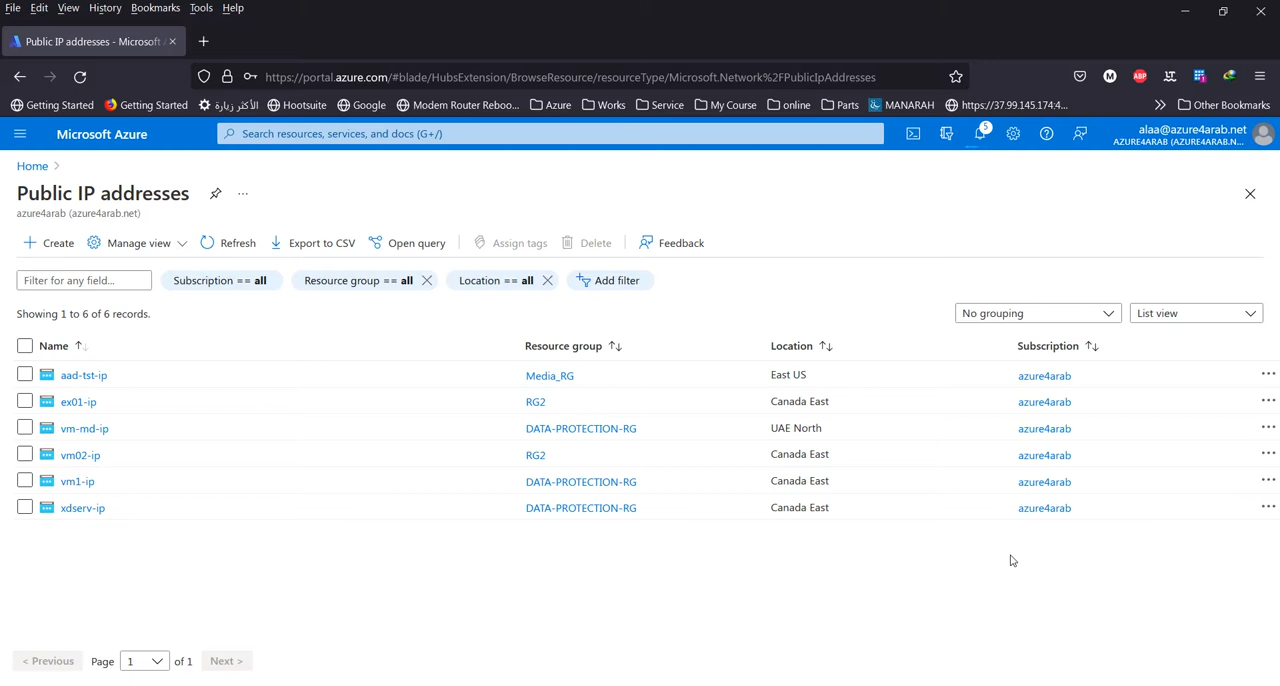 File Edit View History Bookmarks Tools Help
Public IP addresses - Microsoft A
https://portal.azure.com/#blade/HubsExtension/BrowseResource/resourceType/Microsoft.Network%2FPublicIpAddresses
Getting Started Getting Started الأكثر زيارة Hootsuite Google Modem Router Reboo... Azure Works Service My Course online Parts MANARAH https://37.99.145.174:4... Other Bookmarks
Microsoft Azure Search resources, services, and docs (G+/) 5 alaa@azure4arab.net
AZURE4ARAB (AZURE4ARAB.N...
Home
Public IP addresses
azure4arab (azure4arab.net)
Create Manage view Refresh Export to CSV Open query Assign tags Delete Feedback
Filter for any field... Subscription == all Resource group == all Location == all Add filter
Showing 1 to 6 of 6 records. No grouping List view
Name Resource group Location Subscription
aad-tst-ip Media_RG East US azure4arab
ex01-ip RG2 Canada East azure4arab
vm-md-ip DATA-PROTECTION-RG UAE North azure4arab
vm02-ip RG2 Canada East azure4arab
vm1-ip DATA-PROTECTION-RG Canada East azure4arab
xdserv-ip DATA-PROTECTION-RG Canada East azure4arab
< Previous Page 1 of 1 Next >